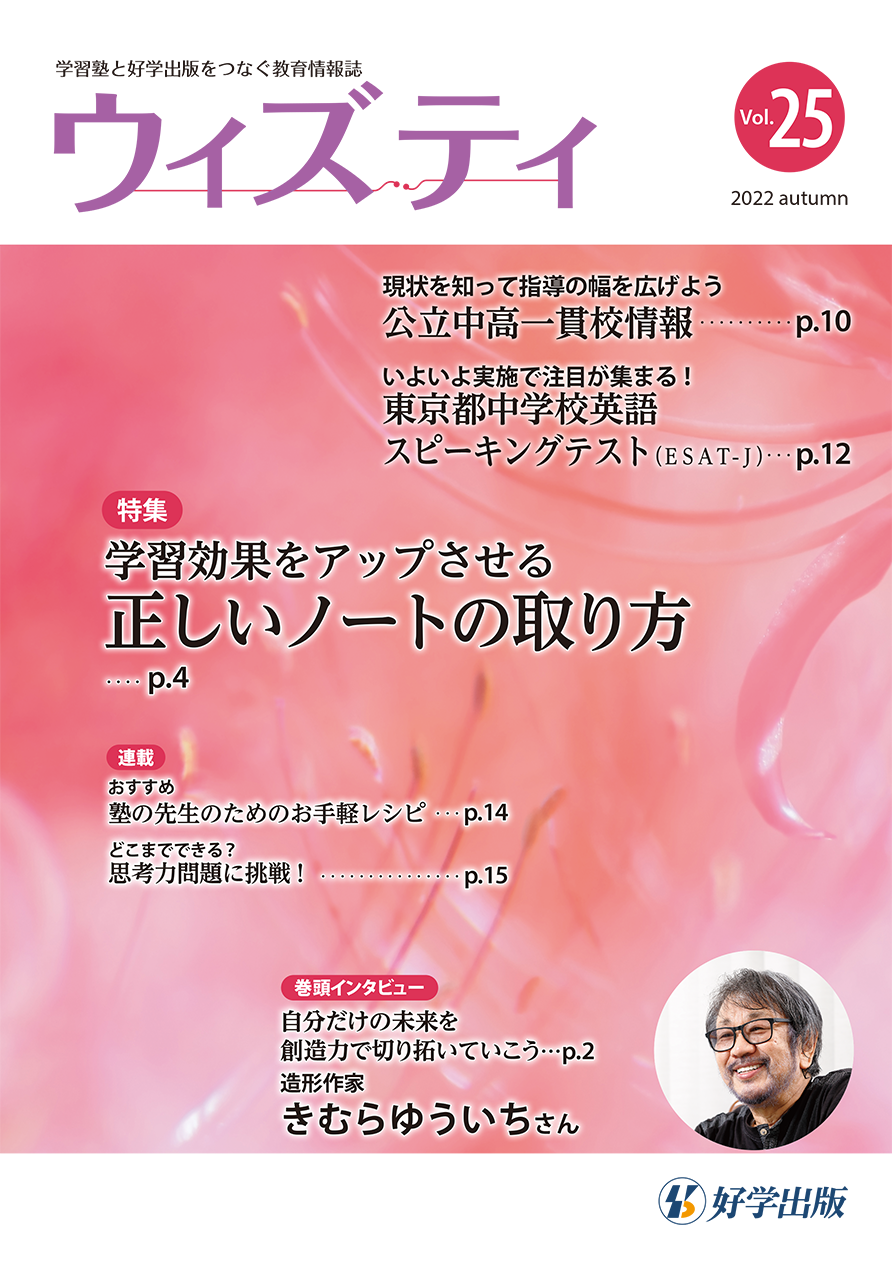 学習塾と好学出版をつなぐ教育情報誌
ウィズティ
Vol.25
2022 autumn
現状を知って指導の幅を広げよう
公立中高一貫校情報··········p.10
いよいよ実施で注目が集まる！
東京都中学校英語
スピーキングテスト(ESAT-J)···p.12
特集
学習効果をアップさせる
正しいノートの取り方
····p.4
連載
おすすめ
塾の先生のためのお手軽レシピ ···p.14
どこまでできる？
思考力問題に挑戦！ ···············p.15
巻頭インタビュー
自分だけの未来を
創造力で切り拓いていこう…p.2
造形作家
きむらゆういちさん
好学出版